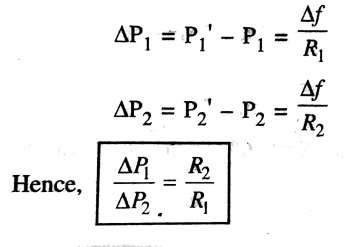 ΔP₁ = P₁' − P₁ = Δf / R₁
ΔP₂ = P₂' − P₂ = Δf / R₂
Hence, ΔP₁ / ΔP₂ = R₂ / R₁